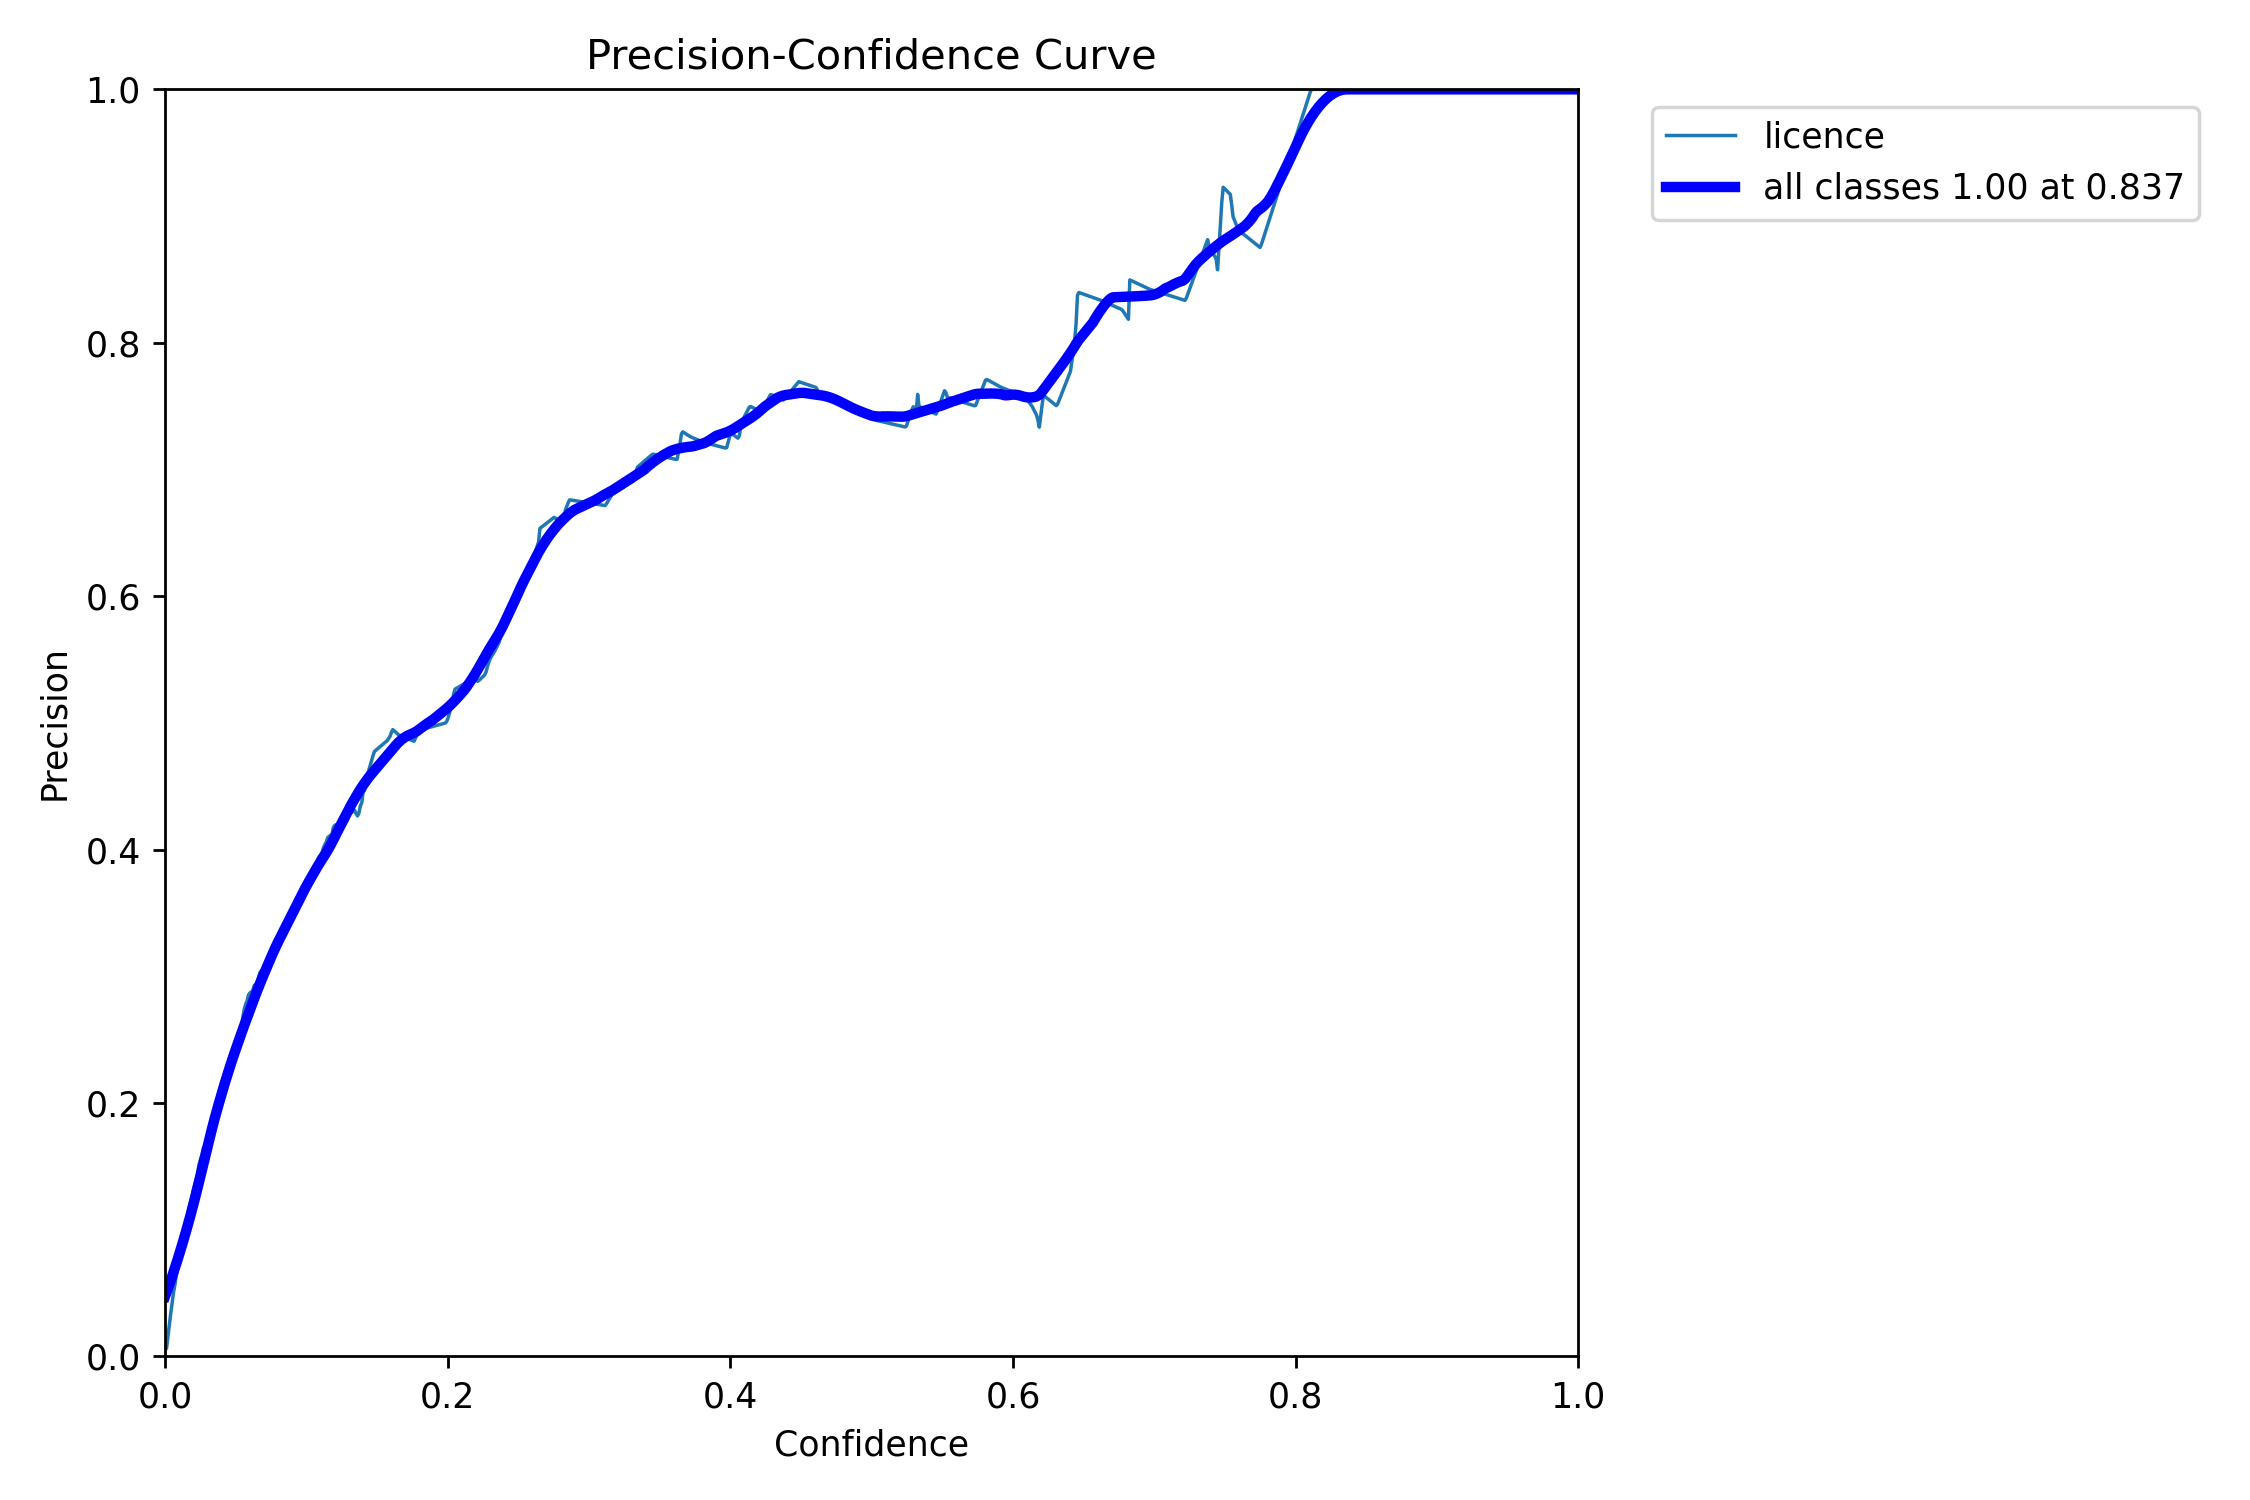 Precision-Confidence Curve
licence
all classes 1.00 at 0.837
Precision
1.0
0.8
0.6
0.4
0.2
0.0
0.0 0.2 0.4 0.6 0.8 1.0
Confidence